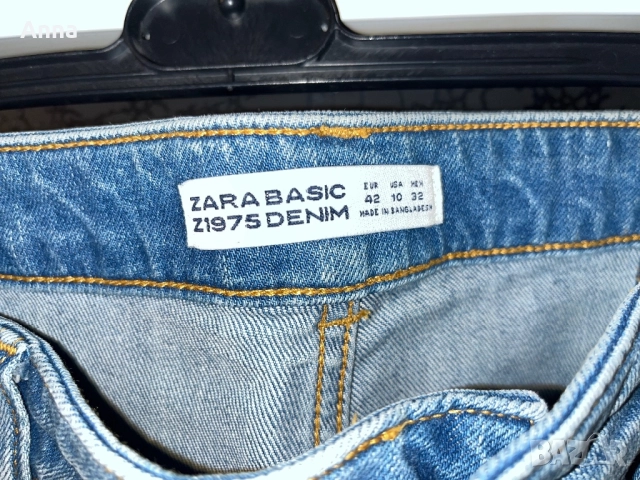 Anna
ZARA BASIC
Z1975 DENIM
EUR USA MEX
42 10 32
MADE IN BANGLADESH